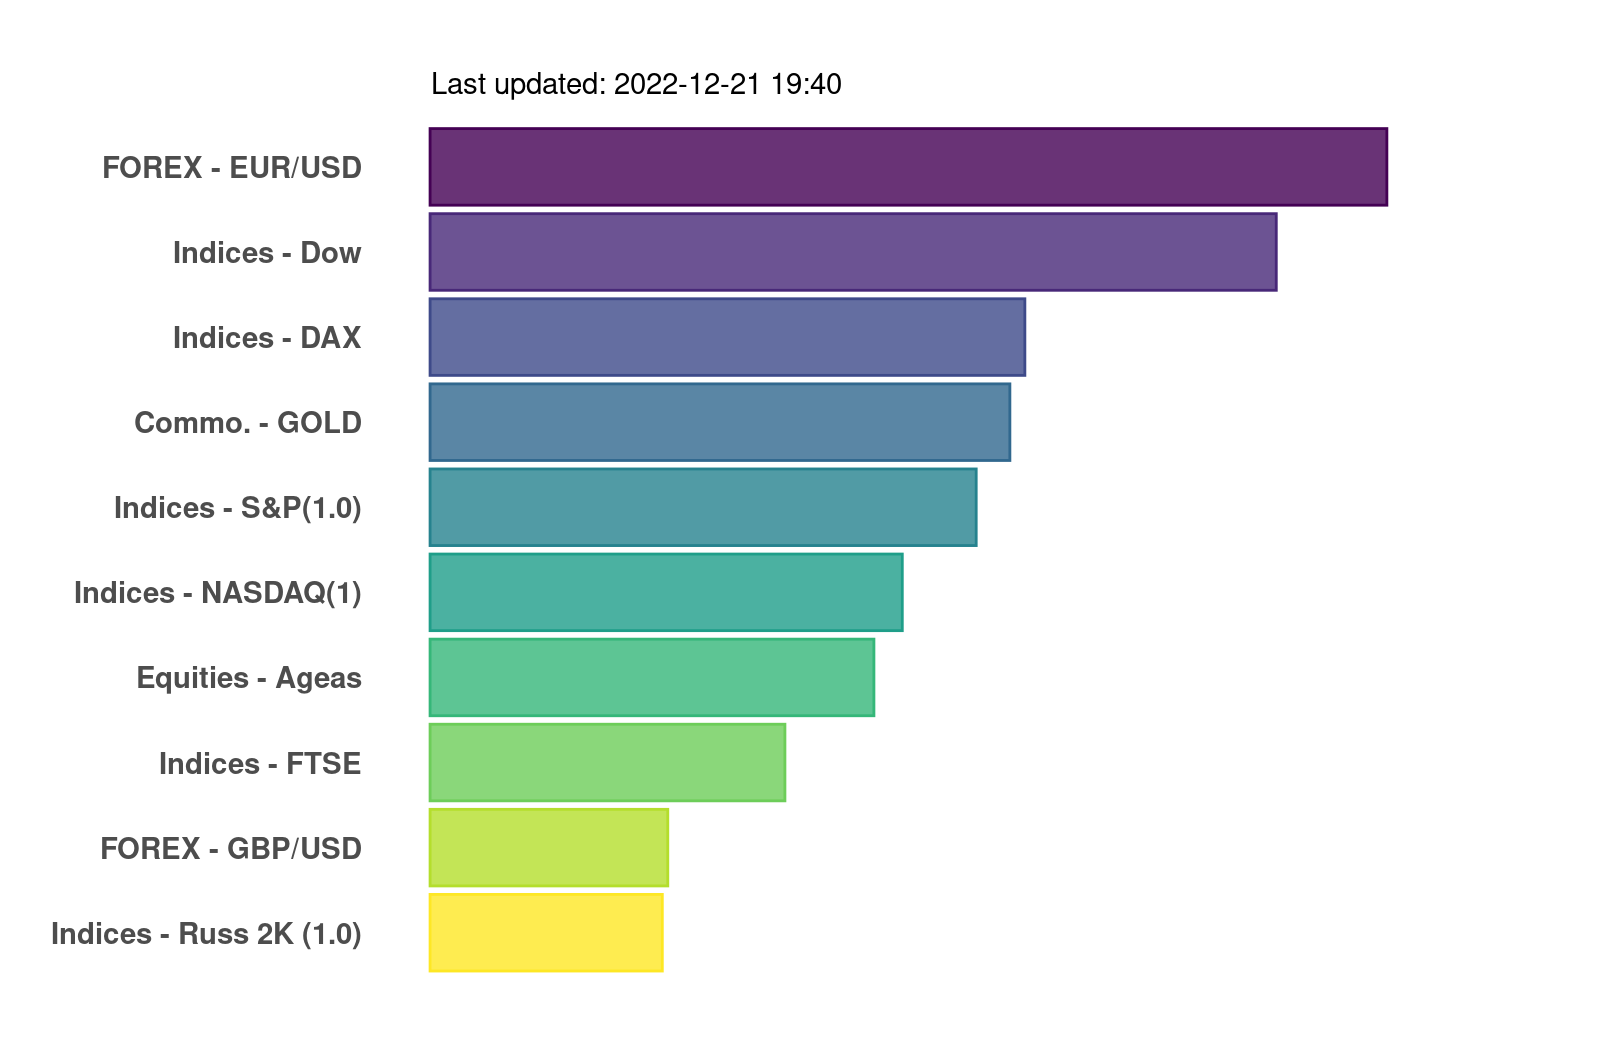 Last updated: 2022-12-21 19:40
FOREX - EUR/USD
Indices - Dow
Indices - DAX
Commo. - GOLD
Indices - S&P(1.0)
Indices - NASDAQ(1)
Equities - Ageas
Indices - FTSE
FOREX - GBP/USD
Indices - Russ 2K (1.0)